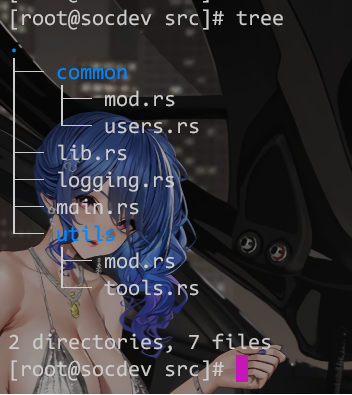 [root@socdev src]# tree
.
├── common
│   ├── mod.rs
│   └── users.rs
├── lib.rs
├── logging.rs
├── main.rs
└── utils
    ├── mod.rs
    └── tools.rs

2 directories, 7 files
[root@socdev src]#